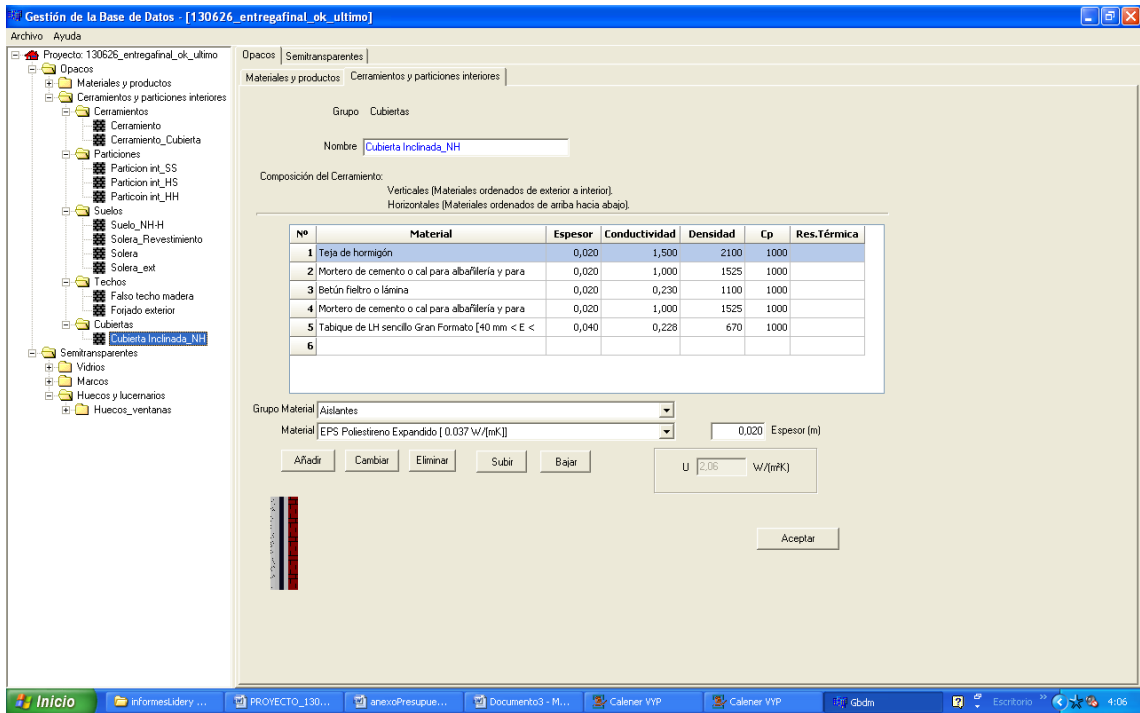 Gestión de la Base de Datos - [130626_entregafinal_ok_ultimo]
Archivo Ayuda
Proyecto: 130626_entregafinal_ok_ultimo
Opacos
Materiales y productos
Cerramientos y particiones interiores
Cerramientos
Cerramiento
Cerramiento_Cubierta
Particiones
Particion int_SS
Particion int_HS
Particoin int_HH
Suelos
Suelo_NH-H
Solera_Revestimiento
Solera
Solera_ext
Techos
Falso techo madera
Forjado exterior
Cubiertas
Cubierta Inclinada_NH
Semitransparentes
Vidrios
Marcos
Huecos y lucernarios
Huecos_ventanas
Opacos Semitransparentes
Materiales y productos Cerramientos y particiones interiores
Grupo Cubiertas
Nombre Cubierta Inclinada_NH
Composición del Cerramiento:
Verticales (Materiales ordenados de exterior a interior).
Horizontales (Materiales ordenados de arriba hacia abajo).
Nº Material Espesor Conductividad Densidad Cp Res.Térmica
1 Teja de hormigón 0,020 1,500 2100 1000
2 Mortero de cemento o cal para albañilería y para 0,020 1,000 1525 1000
3 Betún fieltro o lámina 0,020 0,230 1100 1000
4 Mortero de cemento o cal para albañilería y para 0,020 1,000 1525 1000
5 Tabique de LH sencillo Gran Formato [40 mm < E < 0,040 0,228 670 1000
6
Grupo Material Aislantes
Material EPS Poliestireno Expandido [ 0.037 W/[mK]] 0,020 Espesor (m)
Añadir Cambiar Eliminar Subir Bajar
U 2,06 W/(m²K)
Aceptar
Inicio informesLidery ... PROYECTO_130... anexoPresupue... Documento3 - M... Calener VYP Calener VYP Gbdm Escritorio » 4:06